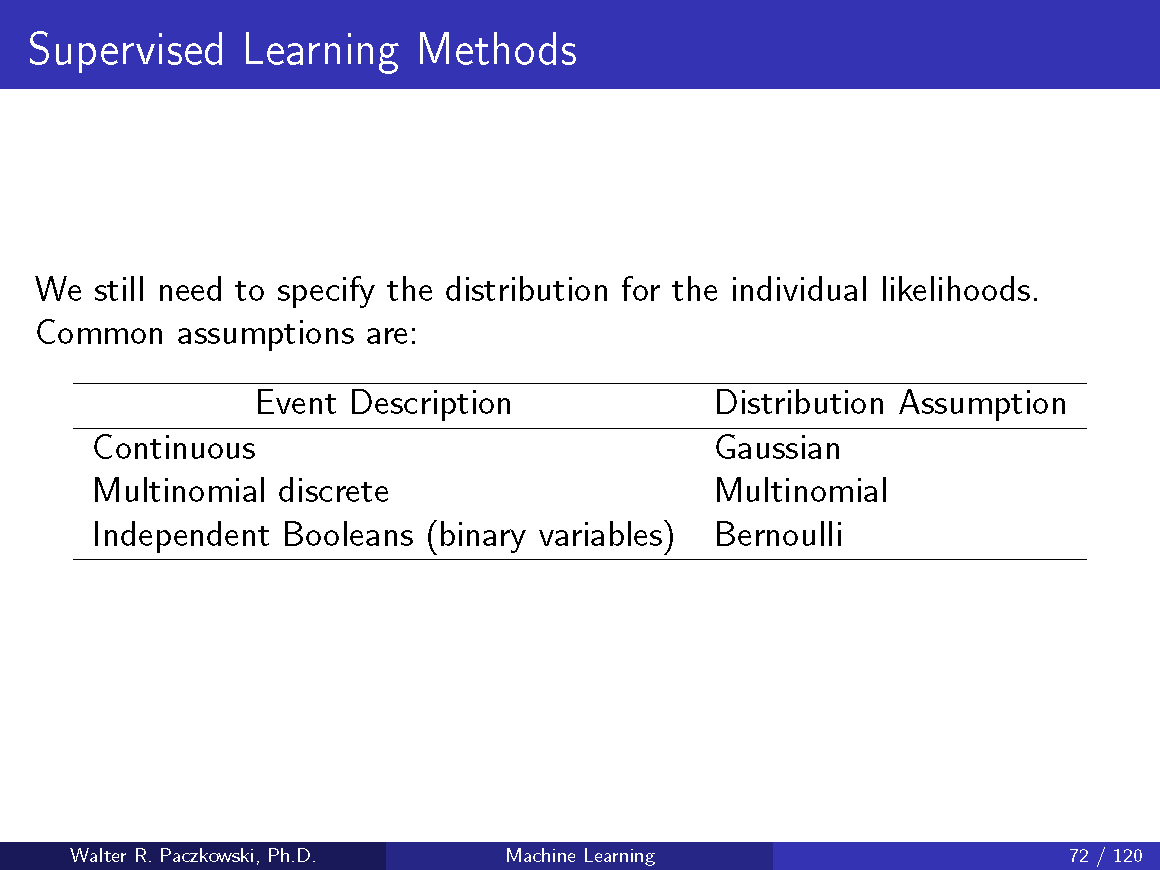 Supervised Learning Methods
We still need to specify the distribution for the individual likelihoods.
Common assumptions are:
Event Description Distribution Assumption
Continuous Gaussian
Multinomial discrete Multinomial
Independent Booleans (binary variables) Bernoulli
Walter R. Paczkowski, Ph.D. Machine Learning 72 / 120